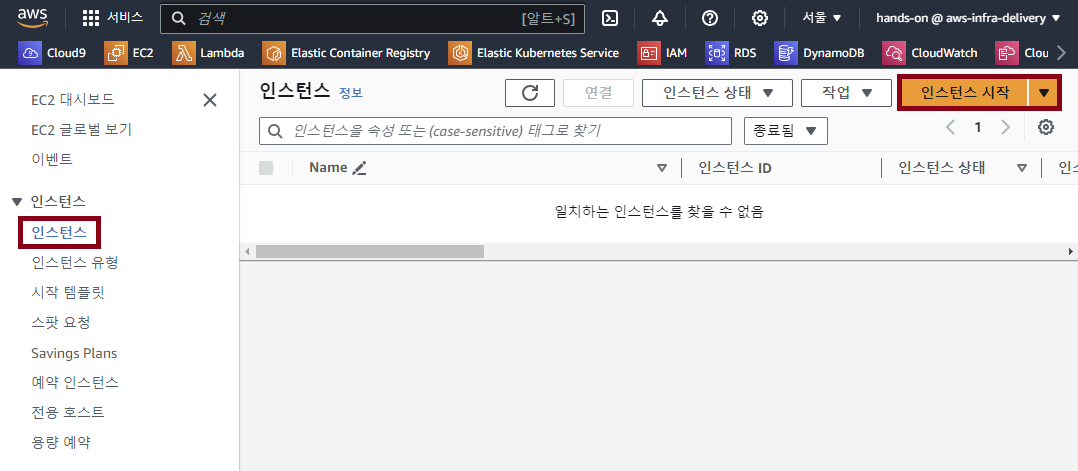 aws 서비스 검색 [알트+S] 서울 hands-on @ aws-infra-delivery
Cloud9 EC2 Lambda Elastic Container Registry Elastic Kubernetes Service IAM RDS DynamoDB CloudWatch Clou
EC2 대시보드
EC2 글로벌 보기
이벤트
인스턴스
인스턴스
인스턴스 유형
시작 템플릿
스팟 요청
Savings Plans
예약 인스턴스
전용 호스트
용량 예약
인스턴스 정보 연결 인스턴스 상태 작업 인스턴스 시작
인스턴스을 속성 또는 (case-sensitive) 태그로 찾기 종료됨 1
Name 인스턴스 ID 인스턴스 상태 인스
일치하는 인스턴스를 찾을 수 없음